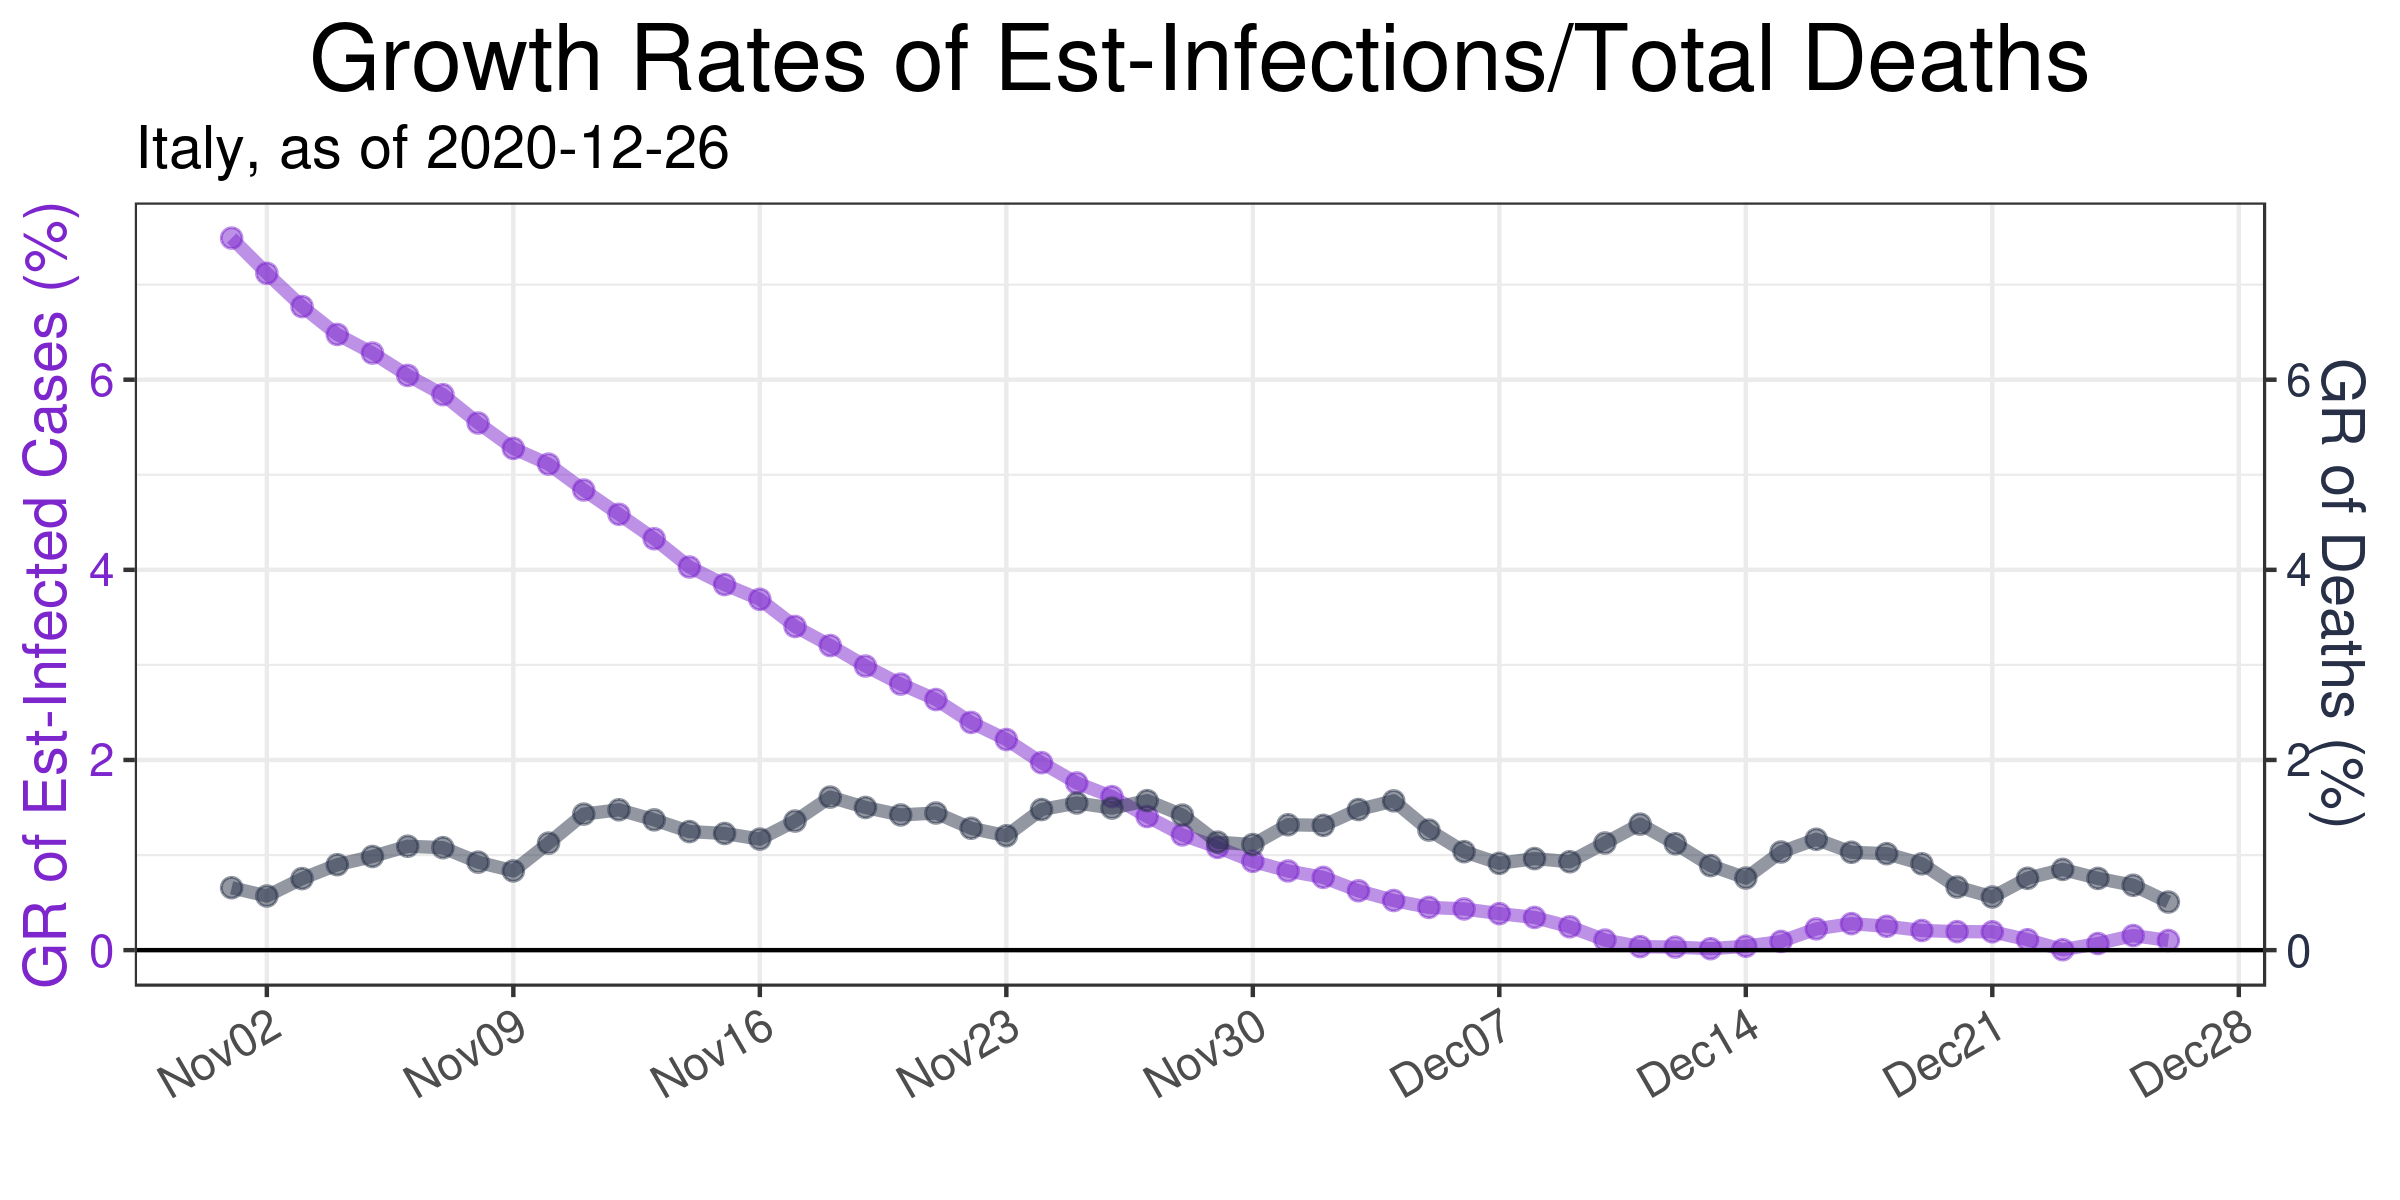 Growth Rates of Est-Infections/Total Deaths
Italy, as of 2020-12-26
GR of Est-Infected Cases (%)
6
4
2
0
6
4
2
0
GR of Deaths (%)
Nov02
Nov09
Nov16
Nov23
Nov30
Dec07
Dec14
Dec21
Dec28